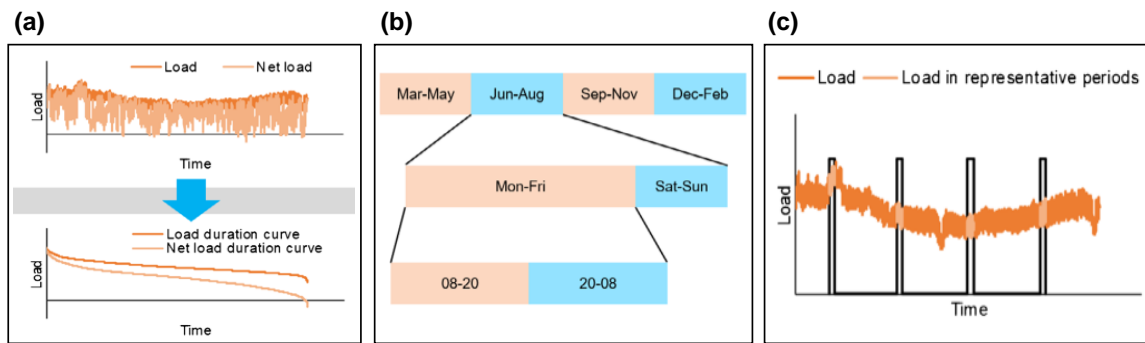 (a)
Load
Net load
Load
Time
Load duration curve
Net load duration curve
Load
Time
(b)
Mar-May
Jun-Aug
Sep-Nov
Dec-Feb
Mon-Fri
Sat-Sun
08-20
20-08
(c)
Load
Load in representative periods
Load
Time